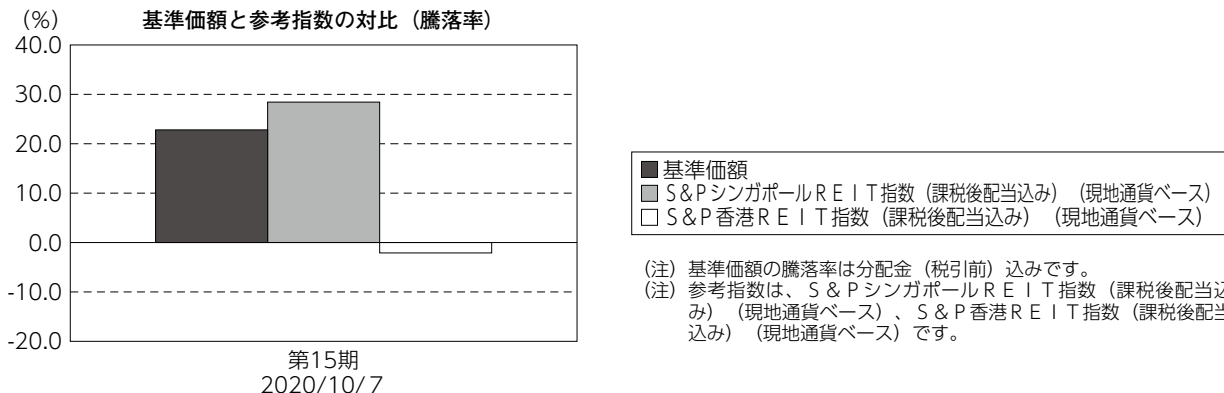 (%)
基準価額と参考指数の対比（騰落率）
40.0
30.0
20.0
10.0
0.0
-10.0
-20.0
第15期
2020/10/7
基準価額
S&PシンガポールREIT指数（課税後配当込み）（現地通貨ベース）
S&P香港REIT指数（課税後配当込み）（現地通貨ベース）
（注）基準価額の騰落率は分配金（税引前）込みです。
（注）参考指数は、S&PシンガポールREIT指数（課税後配当込
み）（現地通貨ベース）、S&P香港REIT指数（課税後配当
込み）（現地通貨ベース）です。